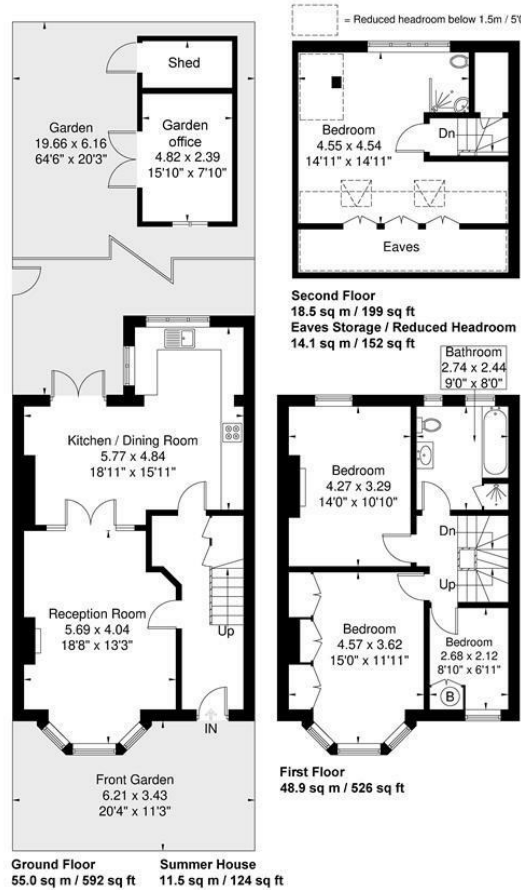 = Reduced headroom below 1.5m / 5'0
Shed
Garden
19.66 x 6.16
64'6" x 20'3"
Garden
office
4.82 x 2.39
15'10" x 7'10"
Bedroom
4.55 x 4.54
14'11" x 14'11"
Dn
Eaves
Second Floor
18.5 sq m / 199 sq ft
Eaves Storage / Reduced Headroom
14.1 sq m / 152 sq ft
Kitchen / Dining Room
5.77 x 4.84
18'11" x 15'11"
Reception Room
5.69 x 4.04
18'8" x 13'3"
Up
IN
Front Garden
6.21 x 3.43
20'4" x 11'3"
Ground Floor
55.0 sq m / 592 sq ft
Summer House
11.5 sq m / 124 sq ft
Bathroom
2.74 x 2.44
9'0" x 8'0"
Bedroom
4.27 x 3.29
14'0" x 10'10"
Dn
Up
Bedroom
4.57 x 3.62
15'0" x 11'11"
Bedroom
2.68 x 2.12
8'10" x 6'11"
B
First Floor
48.9 sq m / 526 sq ft